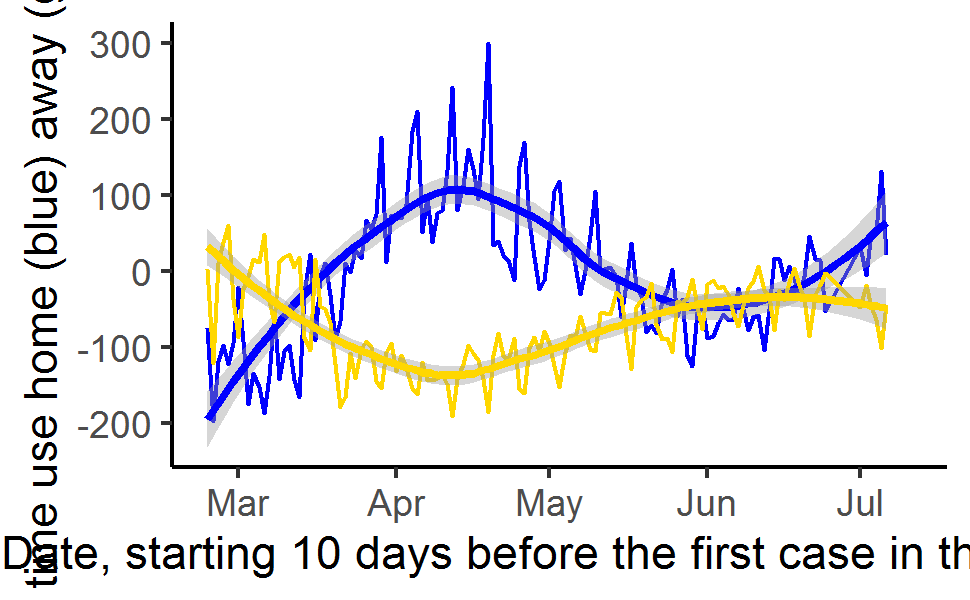 time use home (blue) away (
300
200
100
0
-100
-200
Mar Apr May Jun Jul
Date, starting 10 days before the first case in th